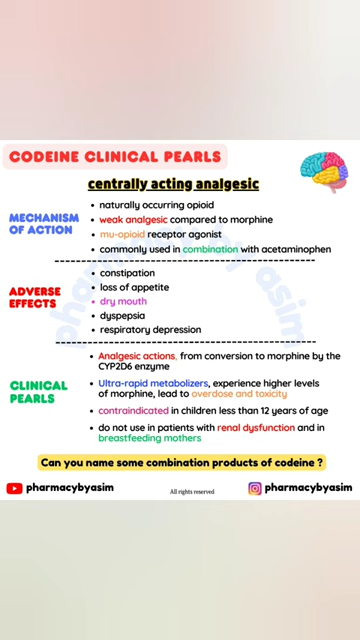 CODEINE CLINICAL PEARLS
centrally acting analgesic
MECHANISM
OF ACTION
• naturally occurring opioid
• weak analgesic compared to morphine
• mu-opioid receptor agonist
• commonly used in combination with acetaminophen
ADVERSE
EFFECTS
• constipation
• loss of appetite
• dry mouth
• dyspepsia
• respiratory depression
CLINICAL
PEARLS
• Analgesic actions, from conversion to morphine by the
CYP2D6 enzyme
• Ultra-rapid metabolizers, experience higher levels
of morphine, lead to overdose and toxicity
• contraindicated in children less than 12 years of age
• do not use in patients with renal dysfunction and in
breastfeeding mothers
Can you name some combination products of codeine ?
pharmacybyasim
All rights reserved
pharmacybyasim
pharmacy by asim